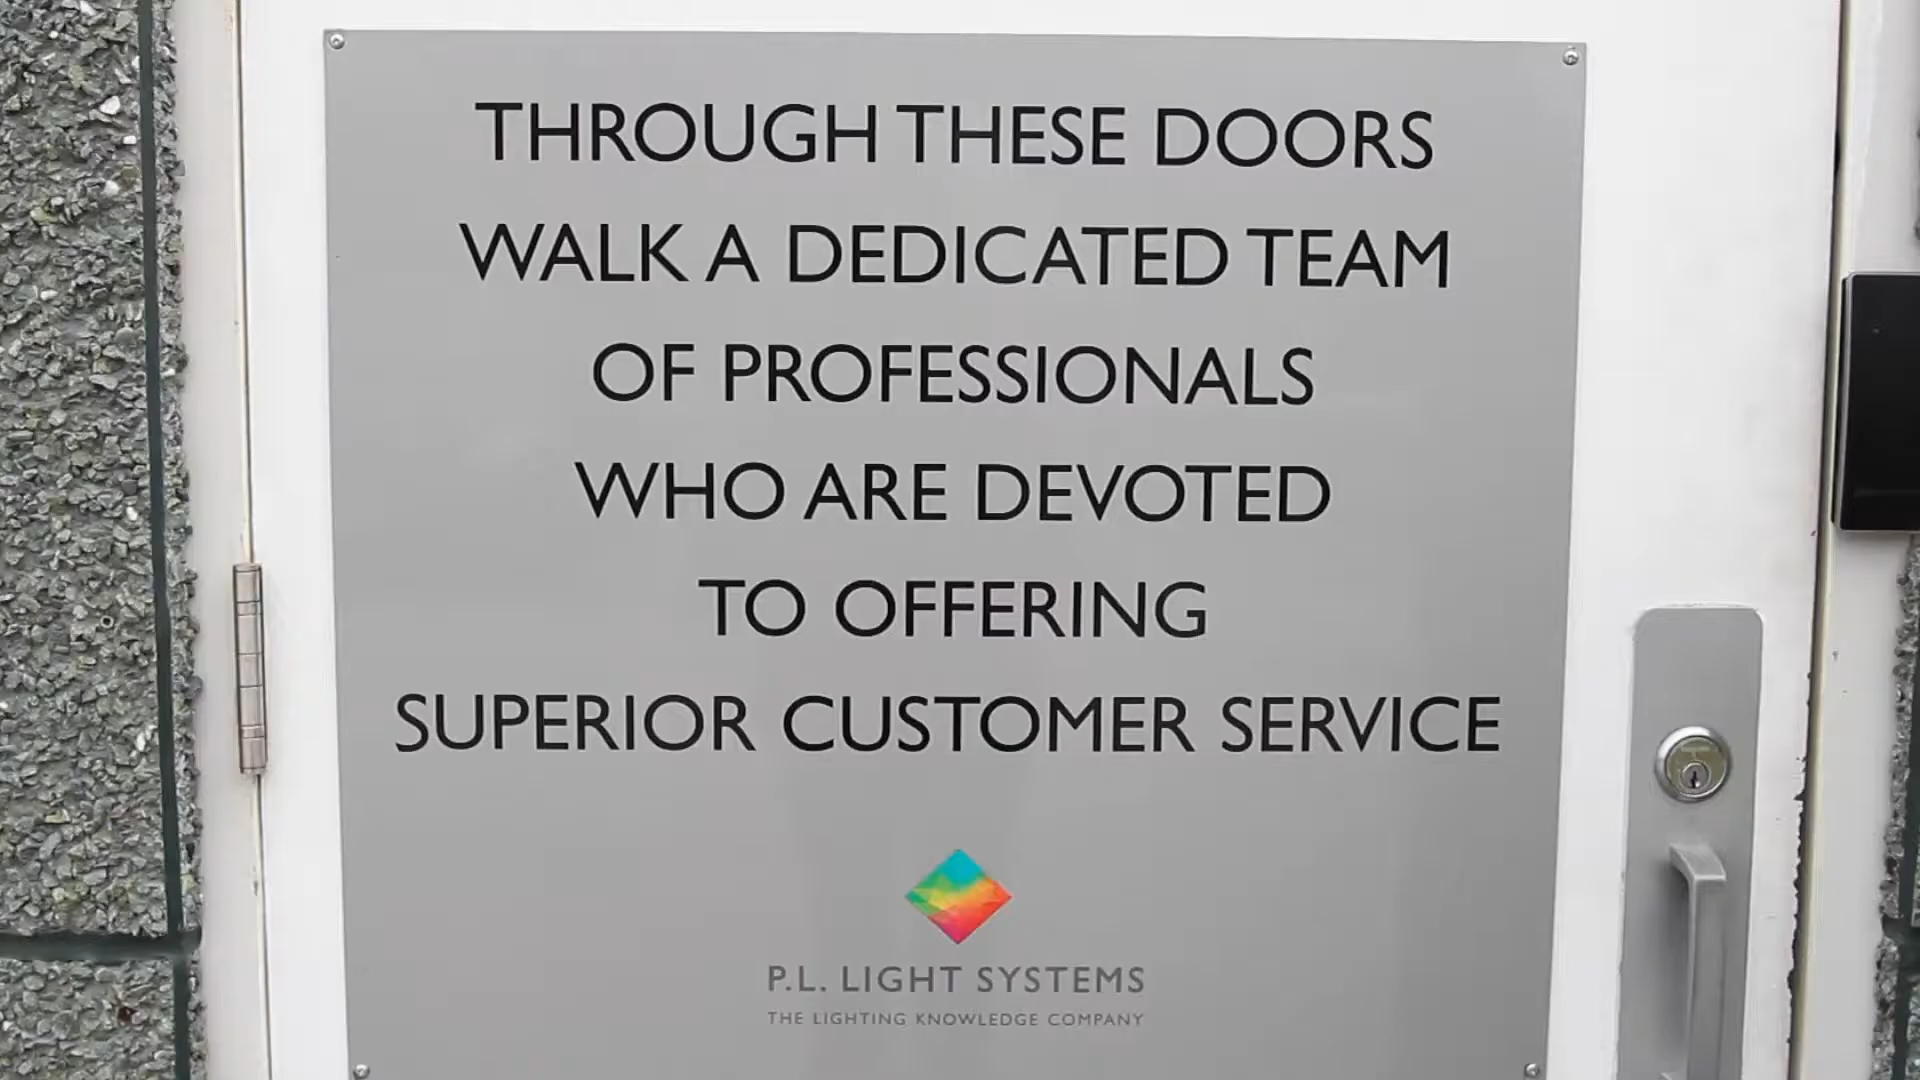 THROUGH THESE DOORS
WALK A DEDICATED TEAM
OF PROFESSIONALS
WHO ARE DEVOTED
TO OFFERING
SUPERIOR CUSTOMER SERVICE
P.L. LIGHT SYSTEMS
THE LIGHTING KNOWLEDGE COMPANY